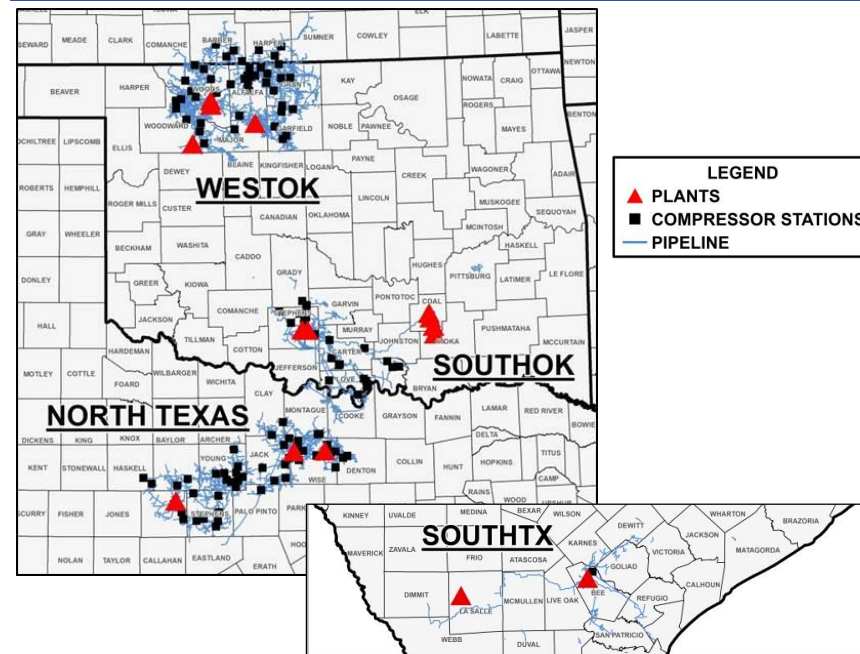 SEWARD
MEADE
CLARK
COMANCHE
BARBER
HARPER
SUMNER
COWLEY
ELK
LABETTE
JASPER
NEWTON
BEAVER
HARPER
WOODS
ALFALFA
GRANT
KAY
OSAGE
NOWATA
CRAIG
OTTAWA
ROGERS
MAYES
BENTON
WOODWARD
MAJOR
GARFIELD
NOBLE
PAWNEE
LIPSCOMB
ELLIS
DEWEY
BLAINE
KINGFISHER
LOGAN
PAYNE
CREEK
WAGONER
ADAIR
ROBERTS
HEMPHILL
WESTOK
ROGER MILLS
CUSTER
CANADIAN
OKLAHOMA
LINCOLN
MUSKOGEE
SEQUOYAH
MCINTOSH
GRAY
WHEELER
BECKHAM
WASHITA
CADDO
HASKELL
HUGHES
PITTSBURG
LATIMER
LE FLORE
DONLEY
GREER
KIOWA
GRADY
GARVIN
PONTOTOC
COAL
HALL
JACKSON
COMANCHE
STEPHENS
MURRAY
JOHNSTON
PUSHMATAHA
MCCURTAIN
TILLMAN
COTTON
CARTER
HARDEMAN
JEFFERSON
LOVE
SOUTHOK
BRYAN
MOTLEY
COTTLE
FOARD
WILBARGER
WICHITA
CLAY
NORTH TEXAS
MONTAGUE
COOKE
GRAYSON
FANNIN
LAMAR
RED RIVER
BOWIE
DICKENS
KING
KNOX
BAYLOR
ARCHER
DELTA
TITUS
KENT
STONEWALL
HASKELL
YOUNG
JACK
WISE
DENTON
COLLIN
HUNT
HOPKINS
CAMP
RAINS
WOOD
FISHER
JONES
STEPHENS
PALO PINTO
NOLAN
TAYLOR
CALLAHAN
EASTLAND
ERATH
LEGEND
PLANTS
COMPRESSOR STATIONS
PIPELINE
KINNEY
UVALDE
MEDINA
BEXAR
WILSON
DEWITT
WHARTON
BRAZORIA
SOUTHTX
KARNES
JACKSON
MAVERICK
ZAVALA
FRIO
ATASCOSA
GOLIAD
VICTORIA
MATAGORDA
DIMMIT
LA SALLE
MCMULLEN
LIVE OAK
BEE
REFUGIO
CALHOUN
WEBB
DUVAL
SAN PATRICIO